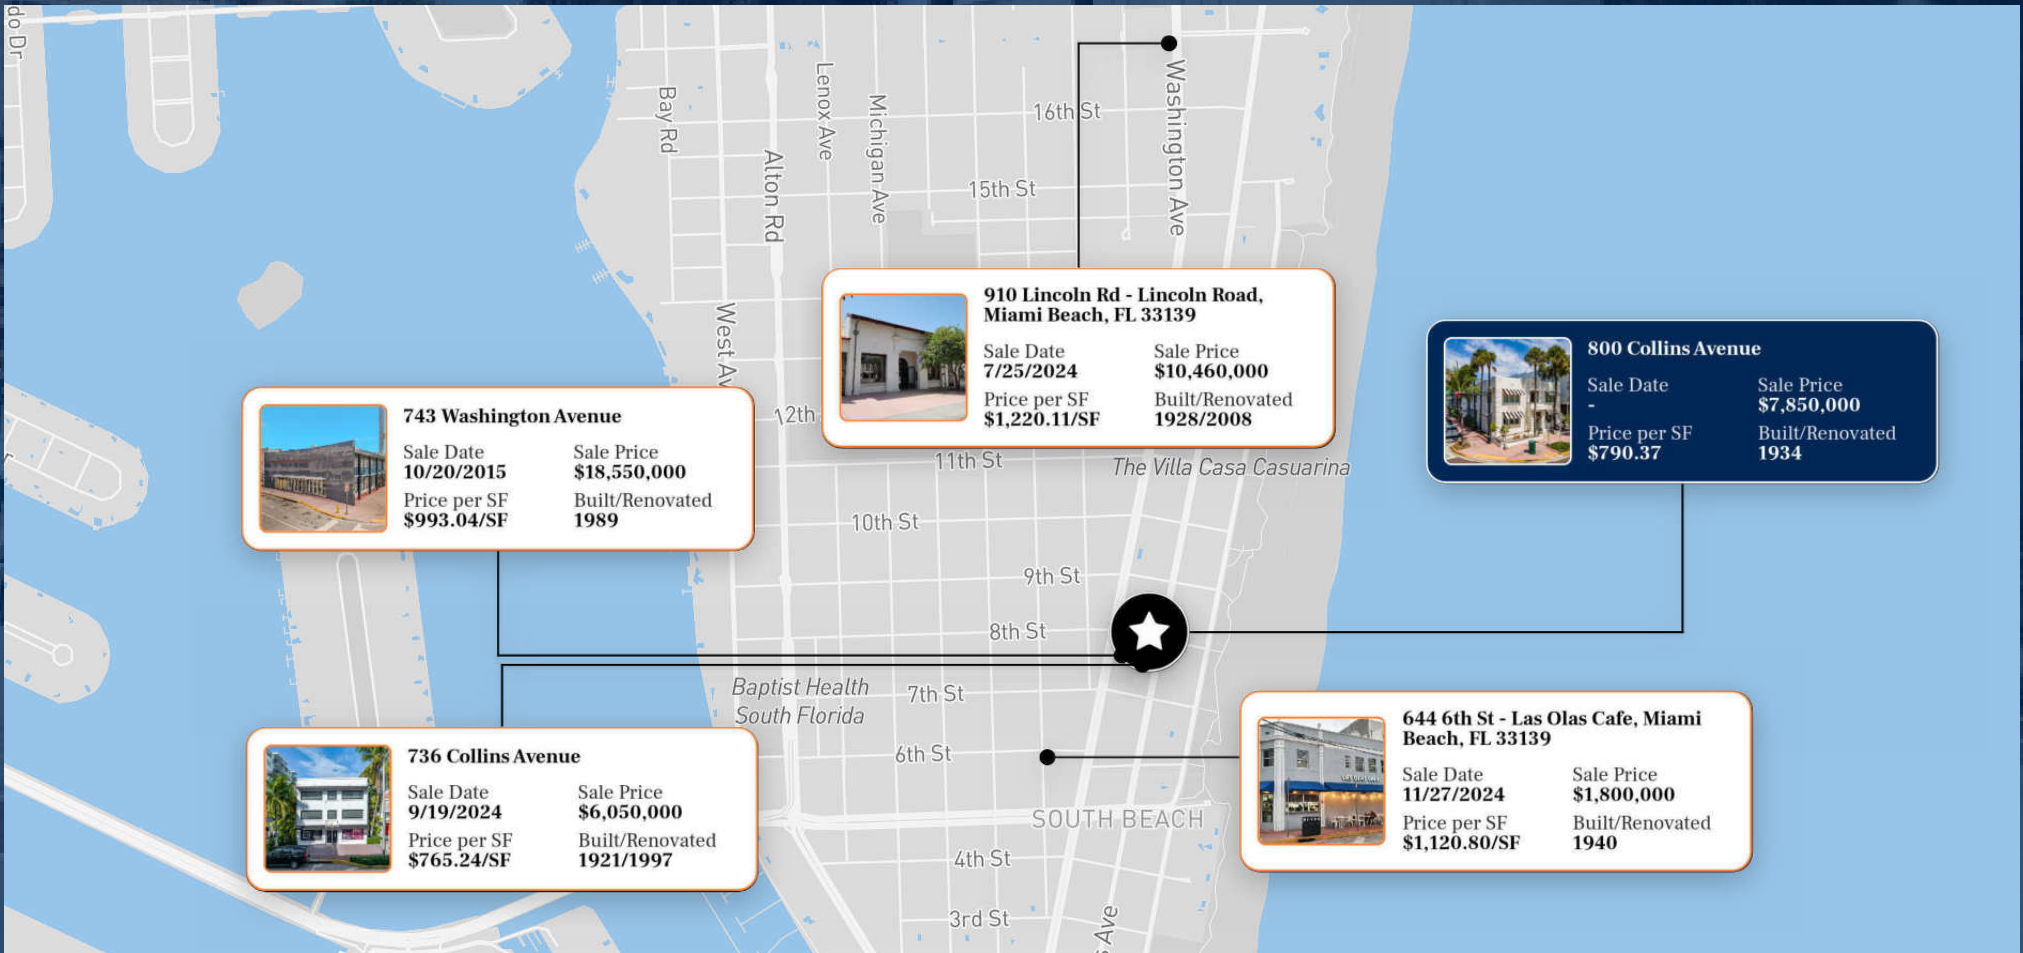 do Dr
Bay Rd
Lenox Ave
Michigan Ave
Alton Rd
Washington Ave
16th St
15th St
West Av
12th
11th St
The Villa Casa Casuarina
10th St
9th St
8th St
7th St
Baptist Health
South Florida
6th St
SOUTH BEACH
4th St
3rd St
s Ave
910 Lincoln Rd - Lincoln Road,
Miami Beach, FL 33139
Sale Date Sale Price
7/25/2024 $10,460,000
Price per SF Built/Renovated
$1,220.11/SF 1928/2008
800 Collins Avenue
Sale Date Sale Price
- $7,850,000
Price per SF Built/Renovated
$790.37 1934
743 Washington Avenue
Sale Date Sale Price
10/20/2015 $18,550,000
Price per SF Built/Renovated
$993.04/SF 1989
736 Collins Avenue
Sale Date Sale Price
9/19/2024 $6,050,000
Price per SF Built/Renovated
$765.24/SF 1921/1997
644 6th St - Las Olas Cafe, Miami
Beach, FL 33139
Sale Date Sale Price
11/27/2024 $1,800,000
Price per SF Built/Renovated
$1,120.80/SF 1940